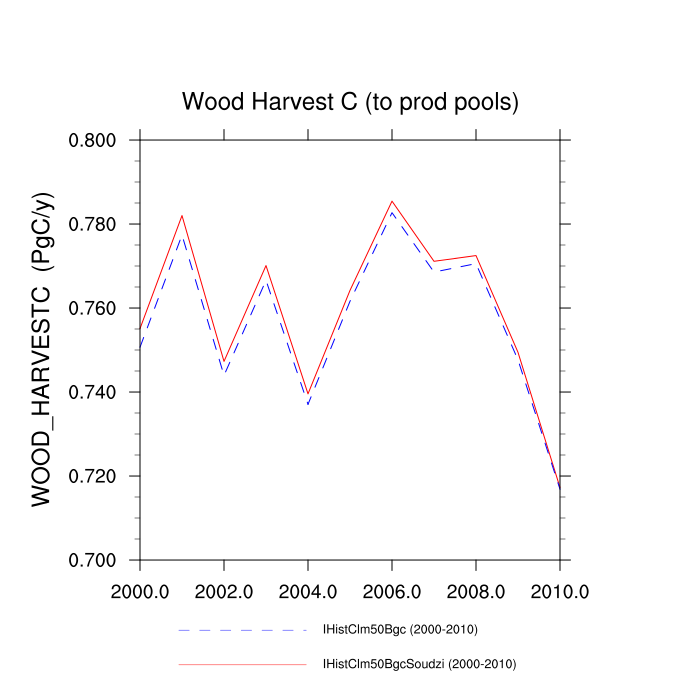 Wood Harvest C (to prod pools)
WOOD_HARVESTC (PgC/y)
0.800
0.780
0.760
0.740
0.720
0.700
2000.0 2002.0 2004.0 2006.0 2008.0 2010.0
IHistClm50Bgc (2000-2010)
IHistClm50BgcSoudzi (2000-2010)